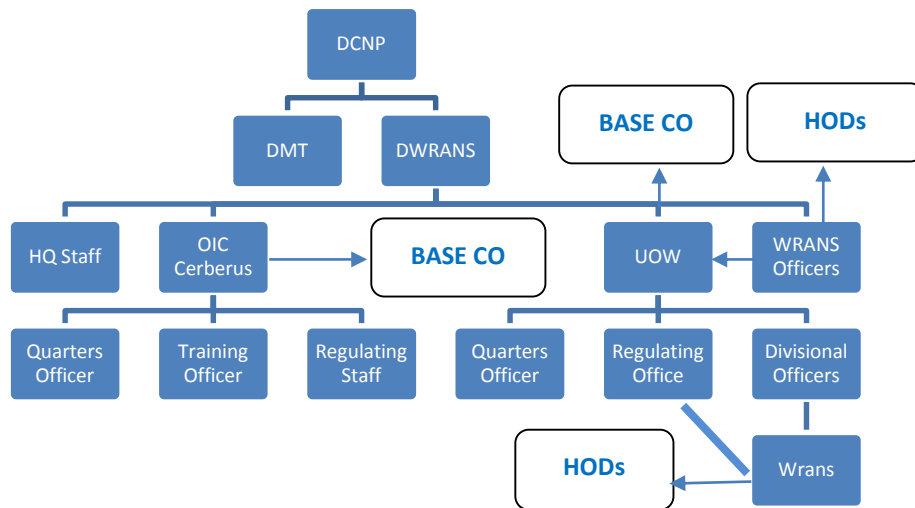 DCNP
BASE CO
HODs
DMT
DWRANS
HQ Staff
OIC
Cerberus
BASE CO
UOW
WRANS
Officers
Quarters
Officer
Training
Officer
Regulating
Staff
Quarters
Officer
Regulating
Office
Divisional
Officers
HODs
Wrans